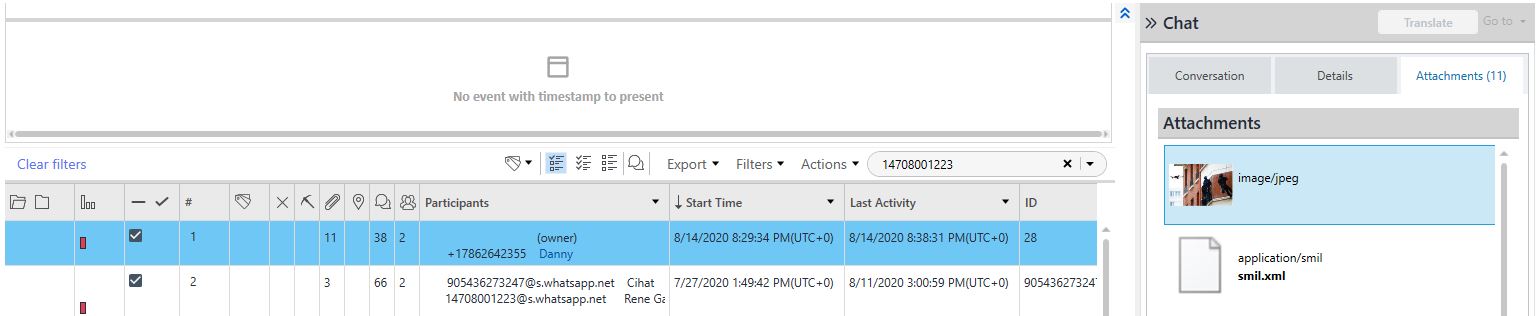 Chat
Translate
Go to
Conversation
Details
Attachments (11)
No event with timestamp to present
Attachments
Clear filters
Export
Filters
Actions
14708001223
image/jpeg
#
Participants
Start Time
Last Activity
ID
1
11
38
2
(owner)
+17862642355 Danny
8/14/2020 8:29:34 PM(UTC+0)
8/14/2020 8:38:31 PM(UTC+0)
28
application/smil
smil.xml
2
3
66
2
905436273247@s.whatsapp.net Cihat
14708001223@s.whatsapp.net Rene Ga
7/27/2020 1:49:42 PM(UTC+0)
8/11/2020 3:00:59 PM(UTC+0)
90543627324